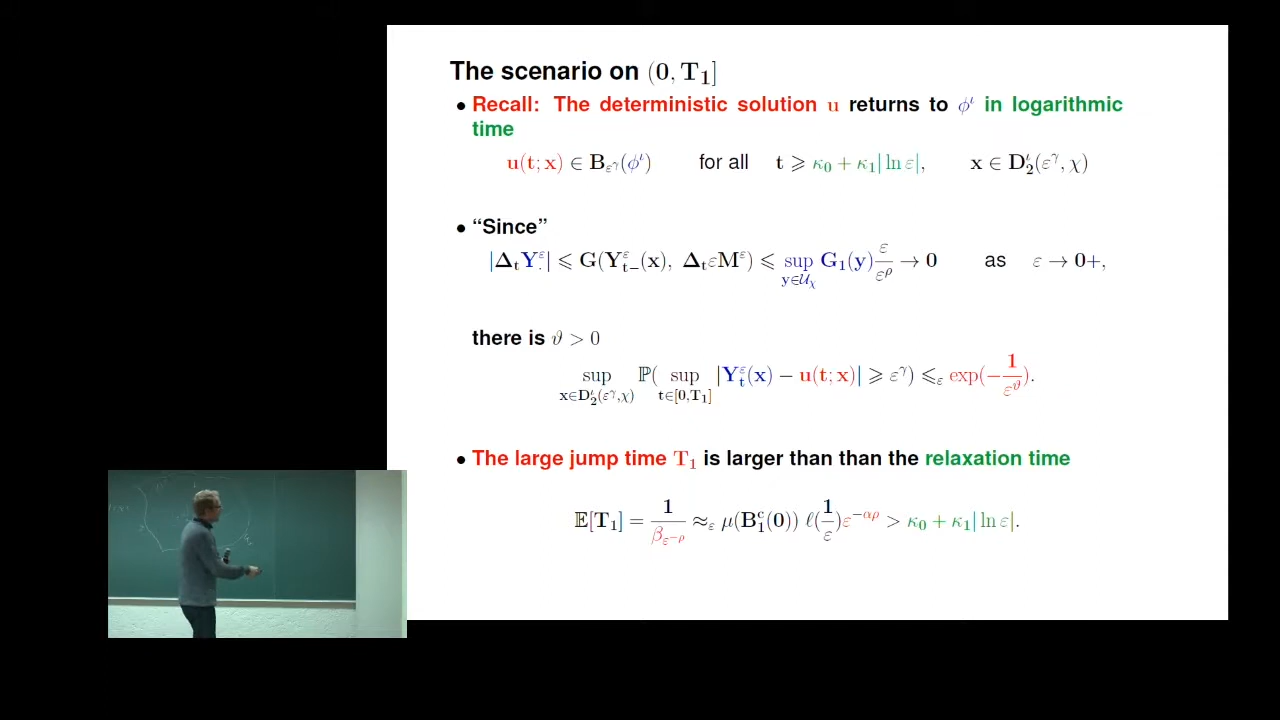 The scenario on (0, T₁]
• Recall: The deterministic solution u returns to ϕ^ι in logarithmic
time
u(t; x) ∈ B_{ε^γ}(ϕ^ι) for all t ⩾ κ₀ + κ₁| ln ε|, x ∈ D₂^ι(ε^γ, χ)
• “Since”
|Δ_t Y^ε_·| ⩽ G(Y^ε_{t−}(x), Δ_t εM^ε) ⩽ sup_{y∈𝒰_χ} G₁(y) ε/ε^ρ → 0 as ε → 0+,
there is ϑ > 0
sup_{x∈D₂^ι(ε^γ,χ)} ℙ( sup_{t∈[0,T₁]} |Y^ε_t(x) − u(t; x)| ⩾ ε^γ) ⩽_ε exp(−1/ε^ϑ).
• The large jump time T₁ is larger than than the relaxation time
𝔼[T₁] = 1/β_{ε^{−ρ}} ≈_ε μ(B₁^c(0)) ℓ(1/ε)ε^{−αρ} > κ₀ + κ₁| ln ε|.